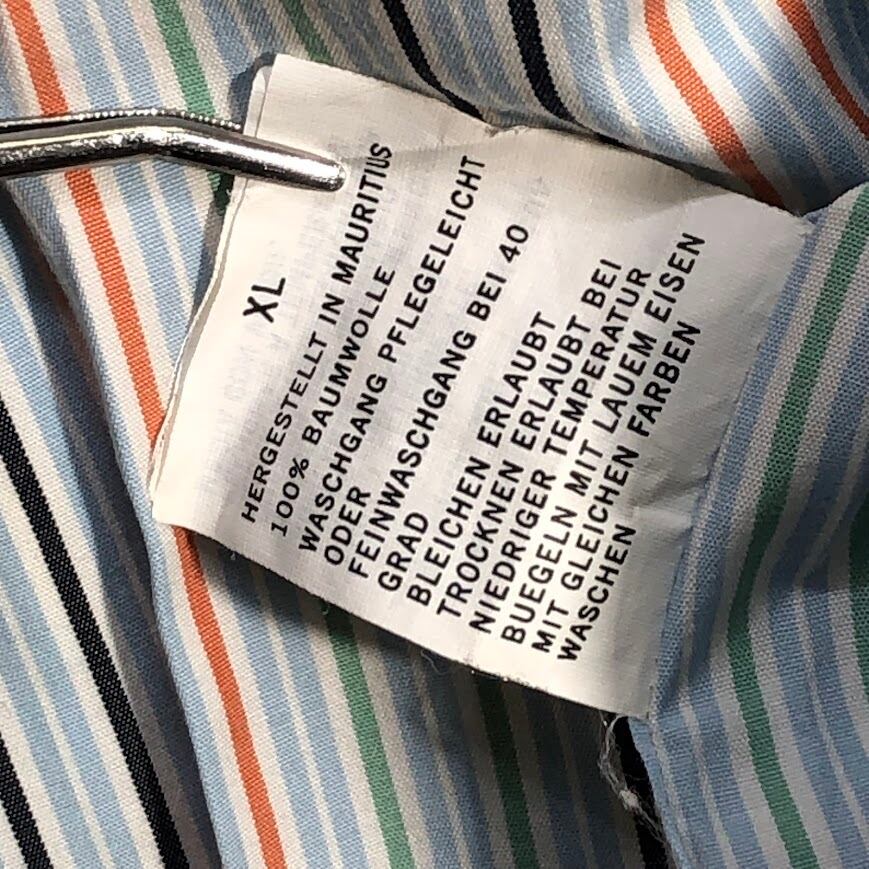 XL
HERGESTELLT IN MAURITIUS
100% BAUMWOLLE
WASCHGANG PFLEGELEICHT
ODER
FEINWASCHGANG BEI 40
GRAD
BLEICHEN ERLAUBT
TROCKNEN ERLAUBT BEI
NIEDRIGER TEMPERATUR
BUEGELN MIT LAUEM EISEN
MIT GLEICHEN FARBEN
WASCHEN